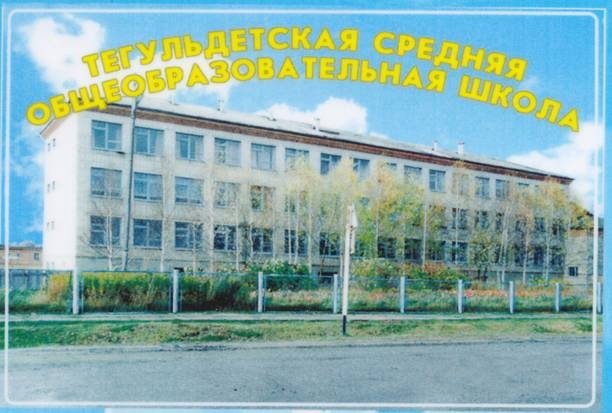 ТЕГУЛЬДЕТСКАЯ СРЕДНЯЯ
ОБЩЕОБРАЗОВАТЕЛЬНАЯ ШКОЛА